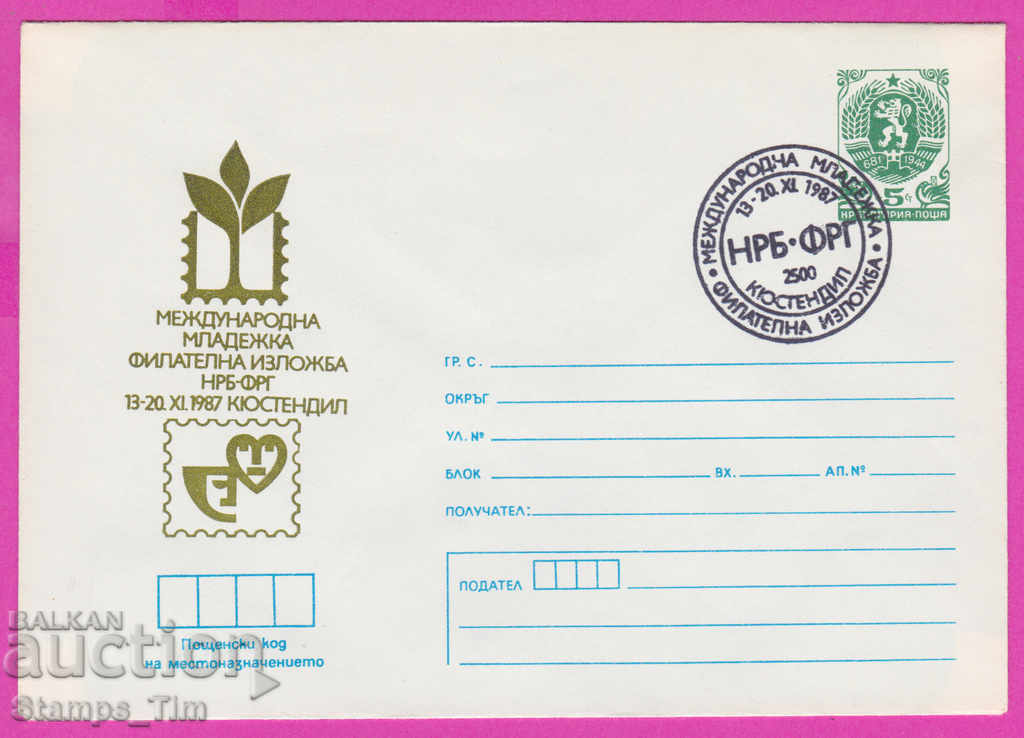 МЕЖДУНАРОДНА
МЛАДЕЖКА
ФИЛАТЕЛНА ИЗЛОЖБА
НРБ-ФРГ
13-20. XI. 1987 КЮСТЕНДИЛ
681 1944
5 СТ
НР БЪЛГАРИЯ-ПОЩА
МЕЖДУНАРОДНА МЛАДЕЖКА
13-20. XI. 1987
НРБ•ФРГ
2500
КЮСТЕНДИЛ
• ФИЛАТЕЛНА ИЗЛОЖБА •
ГР. С.
ОКРЪГ
УЛ. №
БЛОК ВХ. АП. №
ПОЛУЧАТЕЛ:
ПОДАТЕЛ
Пощенски код
на местоназначението
BALKAN
auction
Stamps_Tim